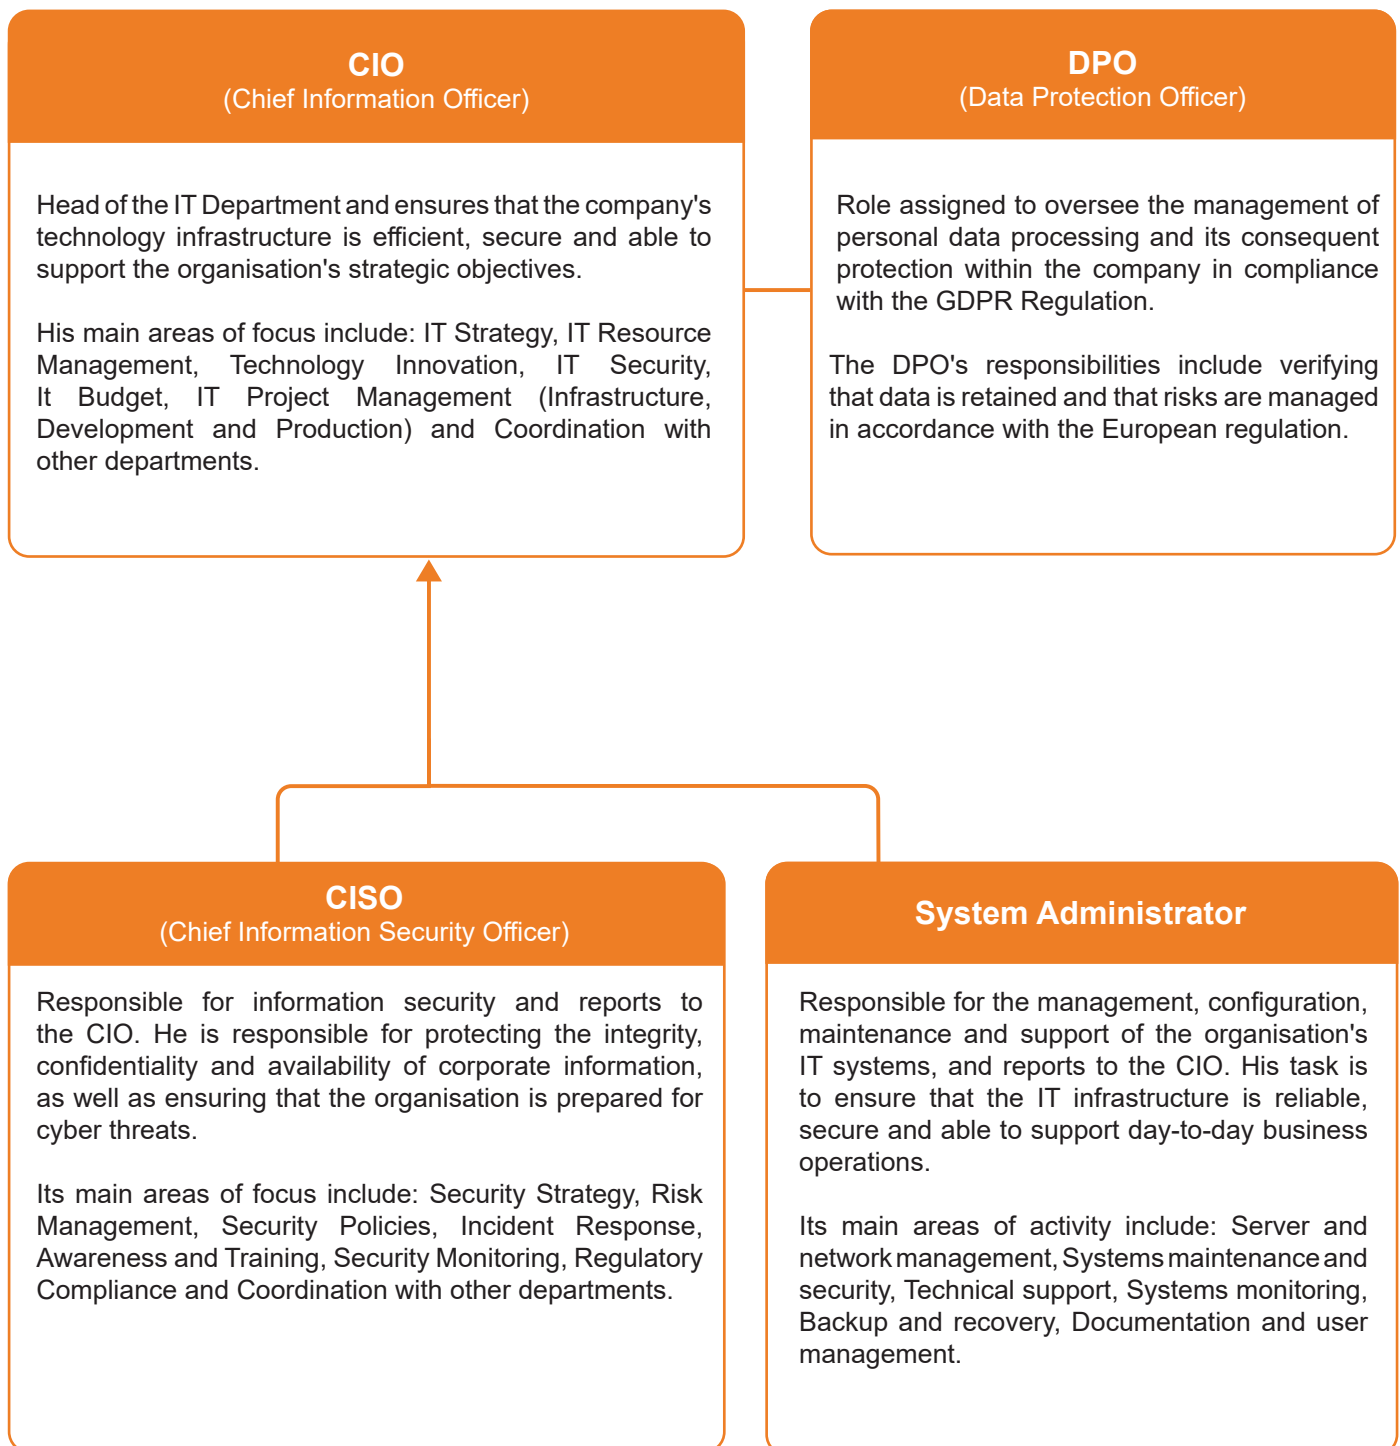 CIO
(Chief Information Officer)
Head of the IT Department and ensures that the company's
technology infrastructure is efficient, secure and able to
support the organisation's strategic objectives.
His main areas of focus include: IT Strategy, IT Resource
Management, Technology Innovation, IT Security,
It Budget, IT Project Management (Infrastructure,
Development and Production) and Coordination with
other departments.
DPO
(Data Protection Officer)
Role assigned to oversee the management of
personal data processing and its consequent
protection within the company in compliance
with the GDPR Regulation.
The DPO's responsibilities include verifying
that data is retained and that risks are managed
in accordance with the European regulation.
CISO
(Chief Information Security Officer)
Responsible for information security and reports to
the CIO. He is responsible for protecting the integrity,
confidentiality and availability of corporate information,
as well as ensuring that the organisation is prepared for
cyber threats.
Its main areas of focus include: Security Strategy, Risk
Management, Security Policies, Incident Response,
Awareness and Training, Security Monitoring, Regulatory
Compliance and Coordination with other departments.
System Administrator
Responsible for the management, configuration,
maintenance and support of the organisation's
IT systems, and reports to the CIO. His task is
to ensure that the IT infrastructure is reliable,
secure and able to support day-to-day business
operations.
Its main areas of activity include: Server and
network management, Systems maintenance and
security, Technical support, Systems monitoring,
Backup and recovery, Documentation and user
management.